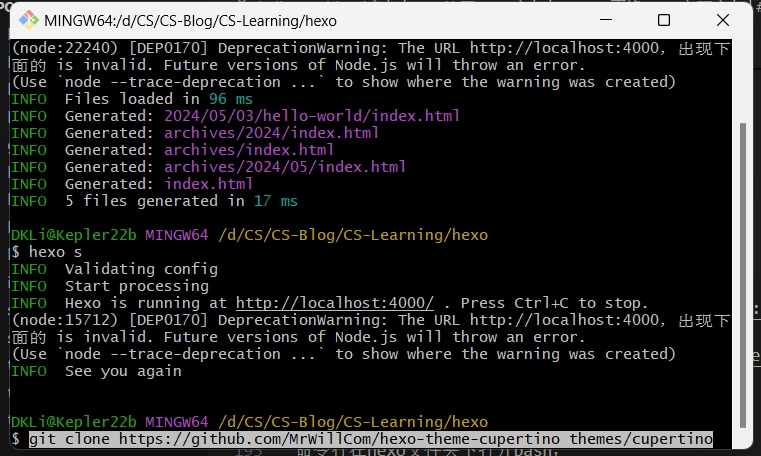 MINGW64:/d/CS/CS-Blog/CS-Learning/hexo
(node:22240) [DEP0170] DeprecationWarning: The URL http://localhost:4000，出现下
面的 is invalid. Future versions of Node.js will throw an error.
(Use `node --trace-deprecation ...` to show where the warning was created)
INFO  Files loaded in 96 ms
INFO  Generated: 2024/05/03/hello-world/index.html
INFO  Generated: archives/2024/index.html
INFO  Generated: archives/index.html
INFO  Generated: archives/2024/05/index.html
INFO  Generated: index.html
INFO  5 files generated in 17 ms
DKLi@Kepler22b MINGW64 /d/CS/CS-Blog/CS-Learning/hexo
$ hexo s
INFO  Validating config
INFO  Start processing
INFO  Hexo is running at http://localhost:4000/ . Press Ctrl+C to stop.
(node:15712) [DEP0170] DeprecationWarning: The URL http://localhost:4000，出现下
面的 is invalid. Future versions of Node.js will throw an error.
(Use `node --trace-deprecation ...` to show where the warning was created)
INFO  See you again
DKLi@Kepler22b MINGW64 /d/CS/CS-Blog/CS-Learning/hexo
$ git clone https://github.com/MrWillCom/hexo-theme-cupertino themes/cupertino